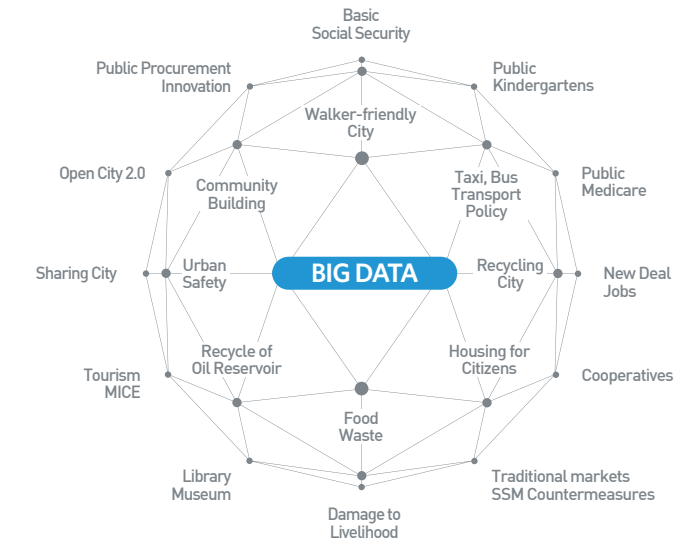 Basic
Social Security
Public Procurement
Innovation
Public
Kindergartens
Walker-friendly
City
Open City 2.0
Community
Building
Taxi, Bus
Transport
Policy
Public
Medicare
Sharing City
Urban
Safety
BIG DATA
Recycling
City
New Deal
Jobs
Tourism
MICE
Recycle of
Oil Reservoir
Housing for
Citizens
Cooperatives
Food
Waste
Library
Museum
Traditional markets
SSM Countermeasures
Damage to
Livelihood